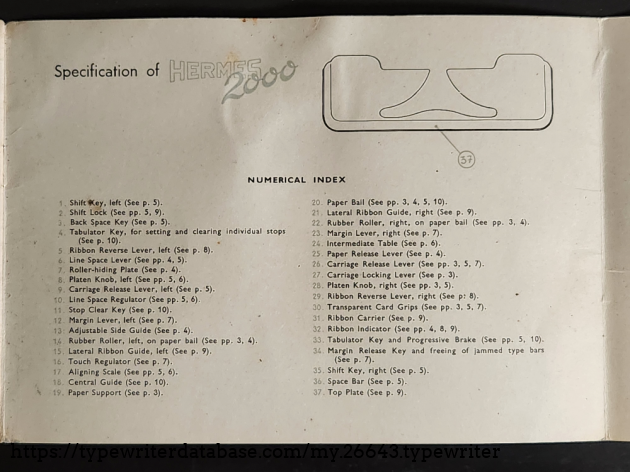 Specification of HERMES
2000
37
NUMERICAL INDEX
1. Shift Key, left (See p. 5).
2. Shift Lock (See pp. 5, 9).
3. Back Space Key (See p. 5).
4. Tabulator Key, for setting and clearing individual stops
(See p. 10).
5. Ribbon Reverse Lever, left (See p. 8).
6. Line Space Lever (See pp. 4, 5).
7. Roller-hiding Plate (See p. 4).
8. Platen Knob, left (See pp. 5, 6).
9. Carriage Release Lever, left (See p. 5).
10. Line Space Regulator (See pp. 5, 6).
11. Stop Clear Key (See p. 10).
12. Margin Lever, left (See p. 7).
13. Adjustable Side Guide (See p. 4).
14. Rubber Roller, left, on paper bail (See pp. 3, 4).
15. Lateral Ribbon Guide, left (See p. 9).
16. Touch Regulator (See p. 7).
17. Aligning Scale (See pp. 5, 6).
18. Central Guide (See p. 10).
19. Paper Support (See p. 3).
20. Paper Bail (See pp. 3, 4, 5, 10).
21. Lateral Ribbon Guide, right (See p. 9).
22. Rubber Roller, right, on paper bail (See pp. 3, 4).
23. Margin Lever, right (See p. 7).
24. Intermediate Table (See p. 6).
25. Paper Release Lever (See p. 4).
26. Carriage Release Lever (See pp. 3, 5, 7).
27. Carriage Locking Lever (See p. 3).
28. Platen Knob, right (See pp. 3, 5).
29. Ribbon Reverse Lever, right (See p. 8).
30. Transparent Card Grips (See pp. 3, 5, 7).
31. Ribbon Carrier (See p. 9).
32. Ribbon Indicator (See pp. 4, 8, 9).
33. Tabulator Key and Progressive Brake (See pp. 5, 10).
34. Margin Release Key and freeing of jammed type bars
(See p. 7).
35. Shift Key, right (See p. 5).
36. Space Bar (See p. 5).
37. Top Plate (See p. 9).
https://typewriterdatabase.com/my.26643.typewriter